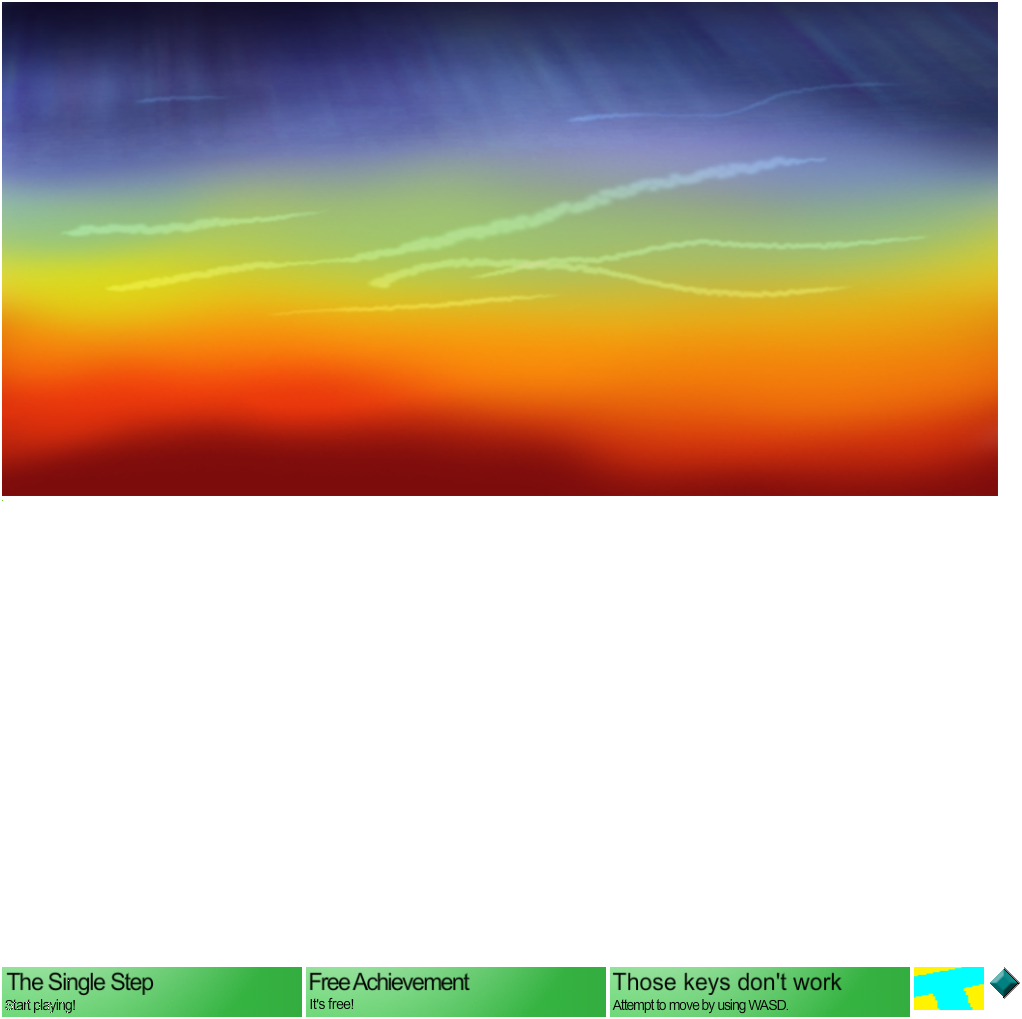 The Single Step
Start playing!
Free Achievement
It's free!
Those keys don't work
Attempt to move by using WASD.